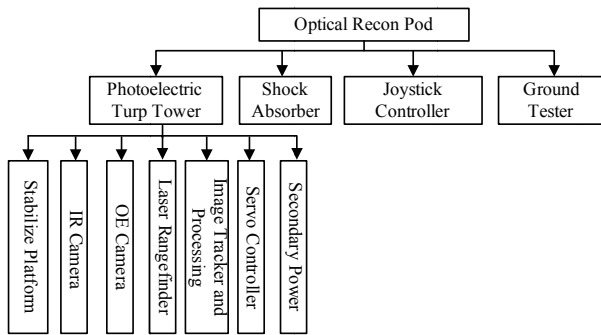 Optical Recon Pod
Photoelectric
Turp Tower
Shock
Absorber
Joystick
Controller
Ground
Tester
Stabilize Platform
IR Camera
OE Camera
Laser Rangefinder
Image Tracker and
Processing
Servo Controller
Secondary Power